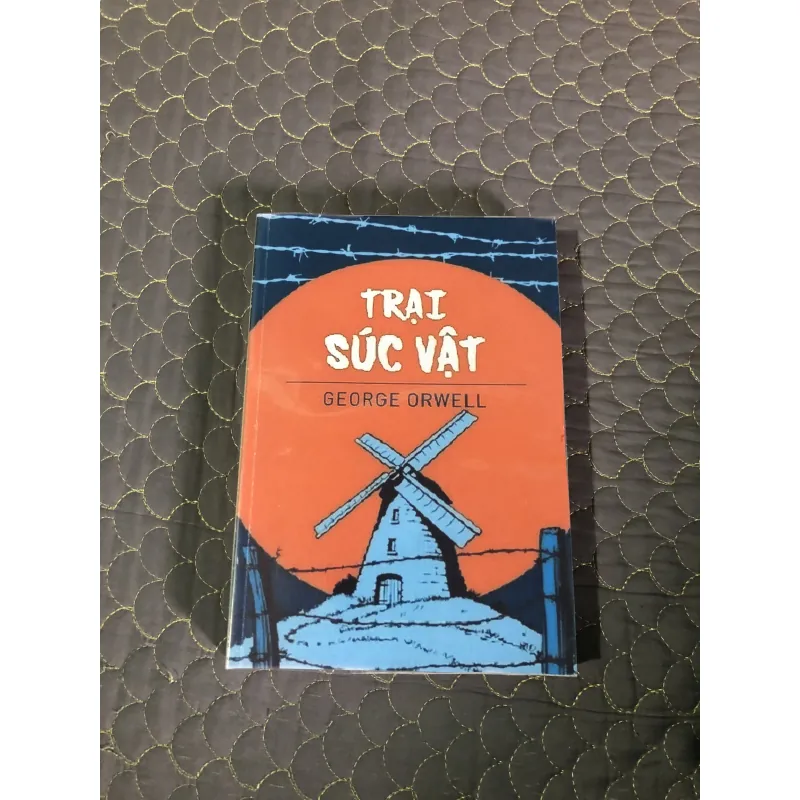 TRẠI
SÚC VẬT
GEORGE ORWELL